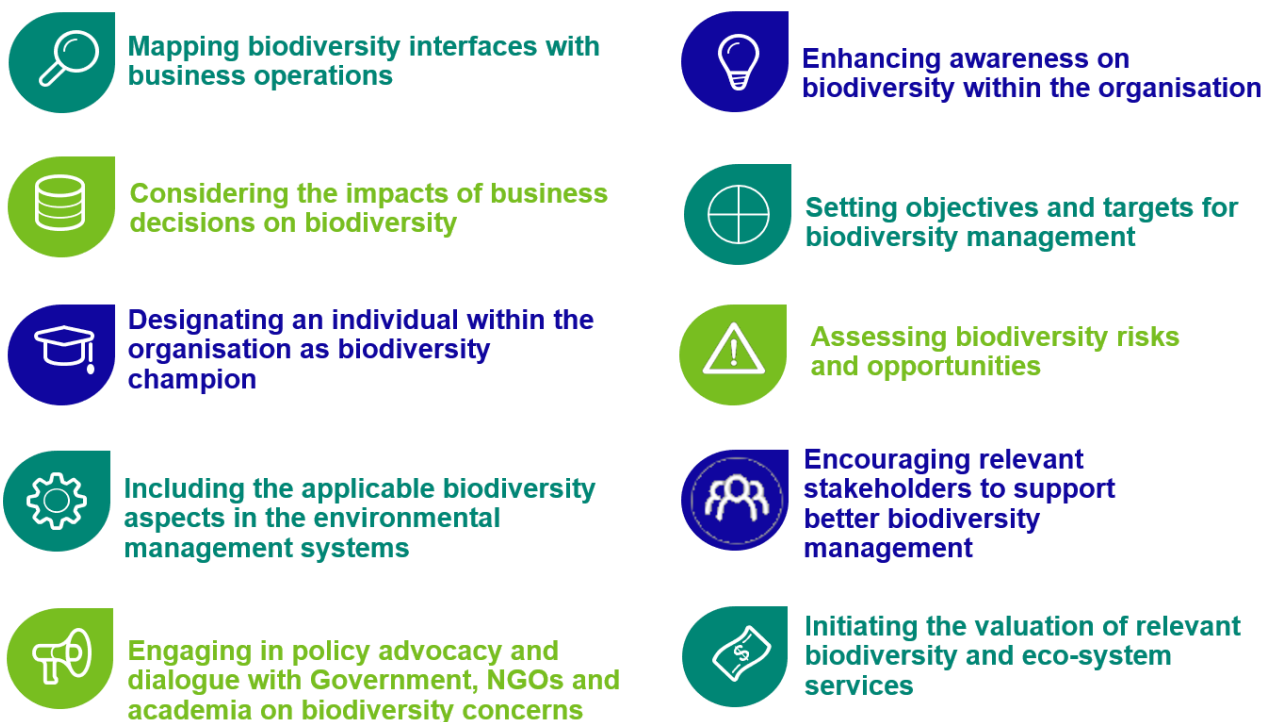 Mapping biodiversity interfaces with
business operations
Enhancing awareness on
biodiversity within the organisation
Considering the impacts of business
decisions on biodiversity
Setting objectives and targets for
biodiversity management
Designating an individual within the
organisation as biodiversity
champion
Assessing biodiversity risks
and opportunities
Including the applicable biodiversity
aspects in the environmental
management systems
Encouraging relevant
stakeholders to support
better biodiversity
management
Engaging in policy advocacy and
dialogue with Government, NGOs and
academia on biodiversity concerns
Initiating the valuation of relevant
biodiversity and eco-system
services
$